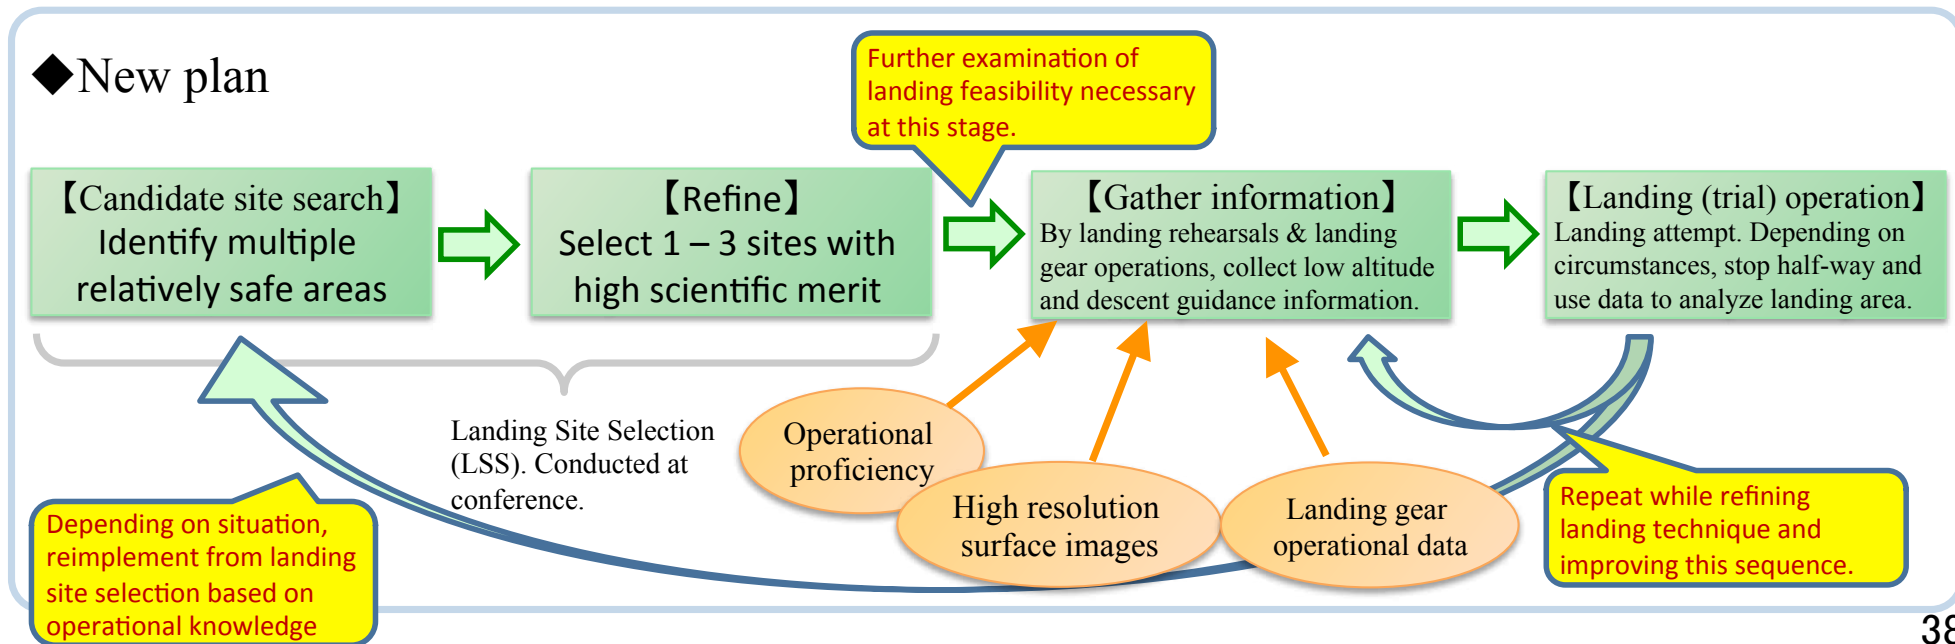 ◆New plan
Further examination of
landing feasibility necessary
at this stage.
【Candidate site search】
Identify multiple
relatively safe areas
【Refine】
Select 1 – 3 sites with
high scientific merit
【Gather information】
By landing rehearsals & landing
gear operations, collect low altitude
and descent guidance information.
【Landing (trial) operation】
Landing attempt. Depending on
circumstances, stop half-way and
use data to analyze landing area.
Landing Site Selection
(LSS). Conducted at
conference.
Operational
proficiency
High resolution
surface images
Landing gear
operational data
Repeat while refining
landing technique and
improving this sequence.
Depending on situation,
reimplement from landing
site selection based on
operational knowledge
38